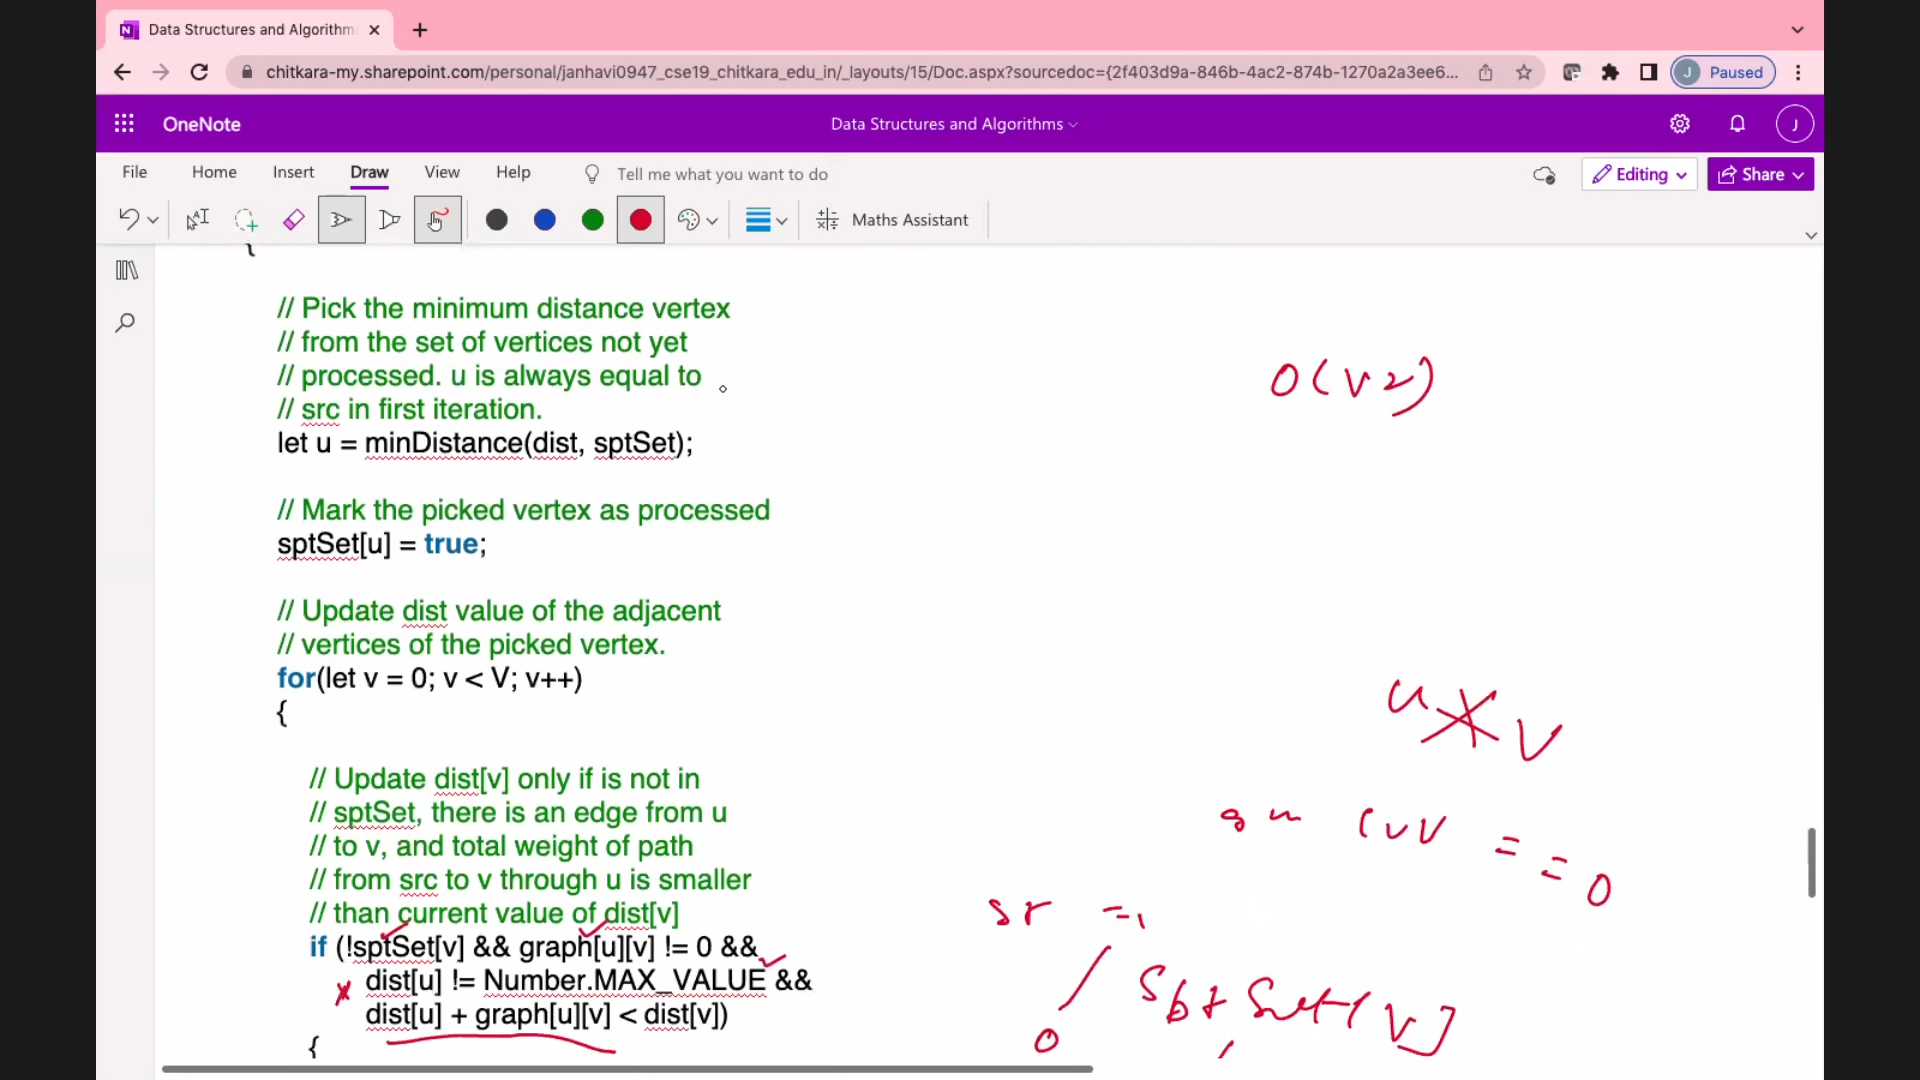 Data Structures and Algorithm
chitkara-my.sharepoint.com/personal/janhavi0947_cse19_chitkara_edu_in/_layouts/15/Doc.aspx?sourcedoc={2f403d9a-846b-4ac2-874b-1270a2a3ee6...
J Paused
OneNote
Data Structures and Algorithms
J
File Home Insert Draw View Help Tell me what you want to do
Editing Share
Maths Assistant
{
// Pick the minimum distance vertex
// from the set of vertices not yet
// processed. u is always equal to
// src in first iteration.
let u = minDistance(dist, sptSet);
O(V2)
// Mark the picked vertex as processed
sptSet[u] = true;
// Update dist value of the adjacent
// vertices of the picked vertex.
for(let v = 0; v < V; v++)
{
u V
// Update dist[v] only if is not in
// sptSet, there is an edge from u
// to v, and total weight of path
// from src to v through u is smaller
// than current value of dist[v]
if (!sptSet[v] && graph[u][v] != 0 &&
dist[u] != Number.MAX_VALUE &&
dist[u] + graph[u][v] < dist[v])
{
== 0
0